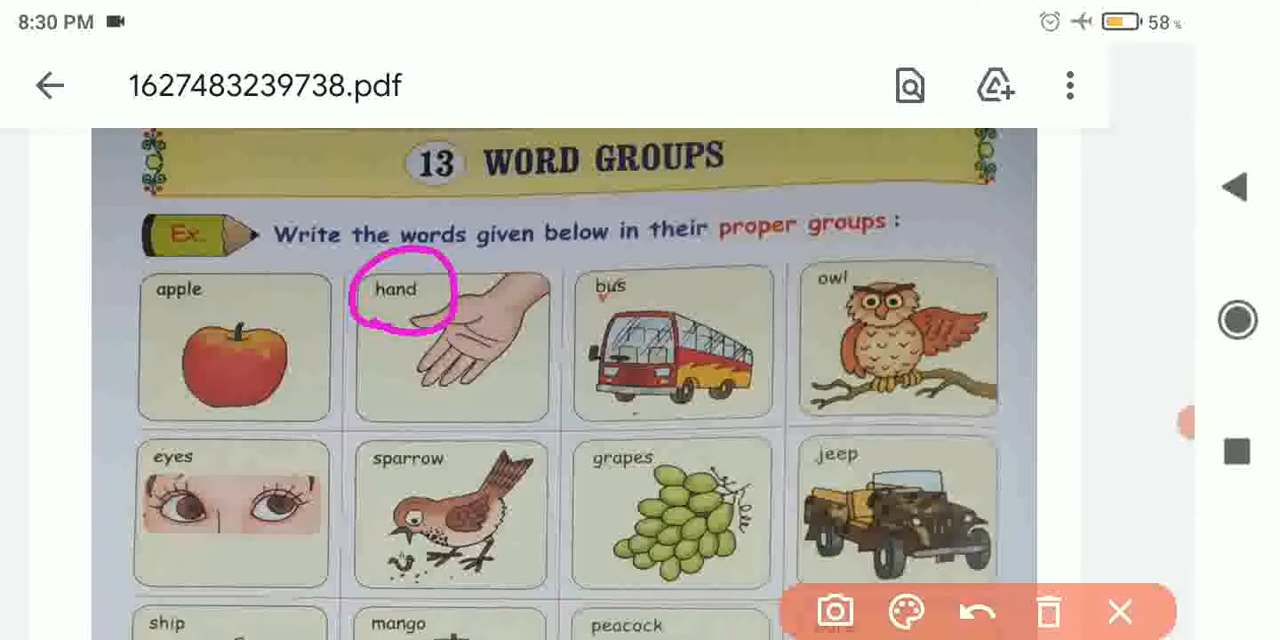 8:30 PM
58%
1627483239738.pdf
13 WORD GROUPS
Ex. Write the words given below in their proper groups :
apple hand bus owl
eyes sparrow grapes jeep
ship mango peacock